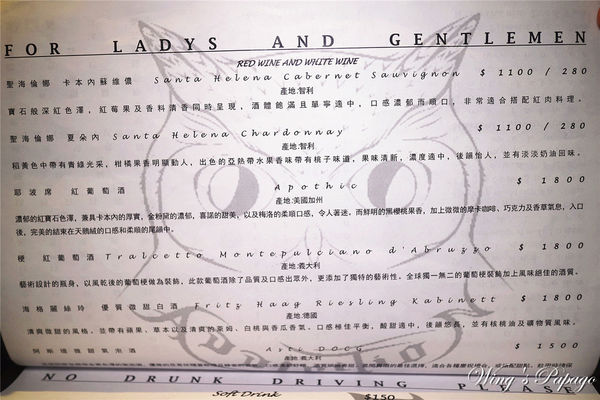 FOR LADYS AND GENTLEMEN
RED WINE AND WHITE WINE
聖海倫娜 卡本內蘇維儂 Santa Helena Cabernet Sauvignon $ 1100 / 280
產地:智利
寶石般深紅色澤，紅莓果及香料清香同時呈現，酒體飽滿且單寧適中，口感濃郁而順口，非常適合搭配紅肉料理。
聖海倫娜 夏朵內 Santa Helena Chardonnay $ 1100 / 280
產地:智利
稻黃色中帶有青綠光采，柑橘果香明顯動人，出色的亞熱帶水果香味帶有桃子味道，果味清新，濃度適中，後韻怡人，並有淡淡奶油回味。
耶波席 紅葡萄酒 Apothic $ 1800
產地:美國加州
濃郁的紅寶石色澤，兼具卡本內的厚實，金粉黛的濃郁，喜諾的甜美，以及梅洛的柔順口感，令人著迷，而鮮明的黑櫻桃果香，加上微微的摩卡咖啡、巧克力及香草氣息，入口
後，完美的結束在天鵝絨的口感和柔順的尾韻中。
梗 紅葡萄酒 Tralcetto Montepulciano d'Abruzzo $ 1800
產地:義大利
藝術設計的瓶身，以風乾後的葡萄梗做為裝飾，此款葡萄酒除了品質及口感出眾外，更添加了獨特的藝術性。全球獨一無二的葡萄梗裝飾加上風味絕佳的酒質。
海格麗絲玲 優質微甜白酒 Fritz Haag Riesling Kabinett $ 1800
產地:德國
清爽微甜的風格，並帶有蘋果、草本以及清爽的萊姆、白桃與香瓜香氣，口感極佳平衡，酸甜適中，後韻悠長，並有核桃油及礦物質風味。
阿斯堤微甜氣泡酒 Asti DOCG $ 1500
產地:義大利
NO DRUNK DRIVING PLEASE
Soft Drink $150
Wing's Papago